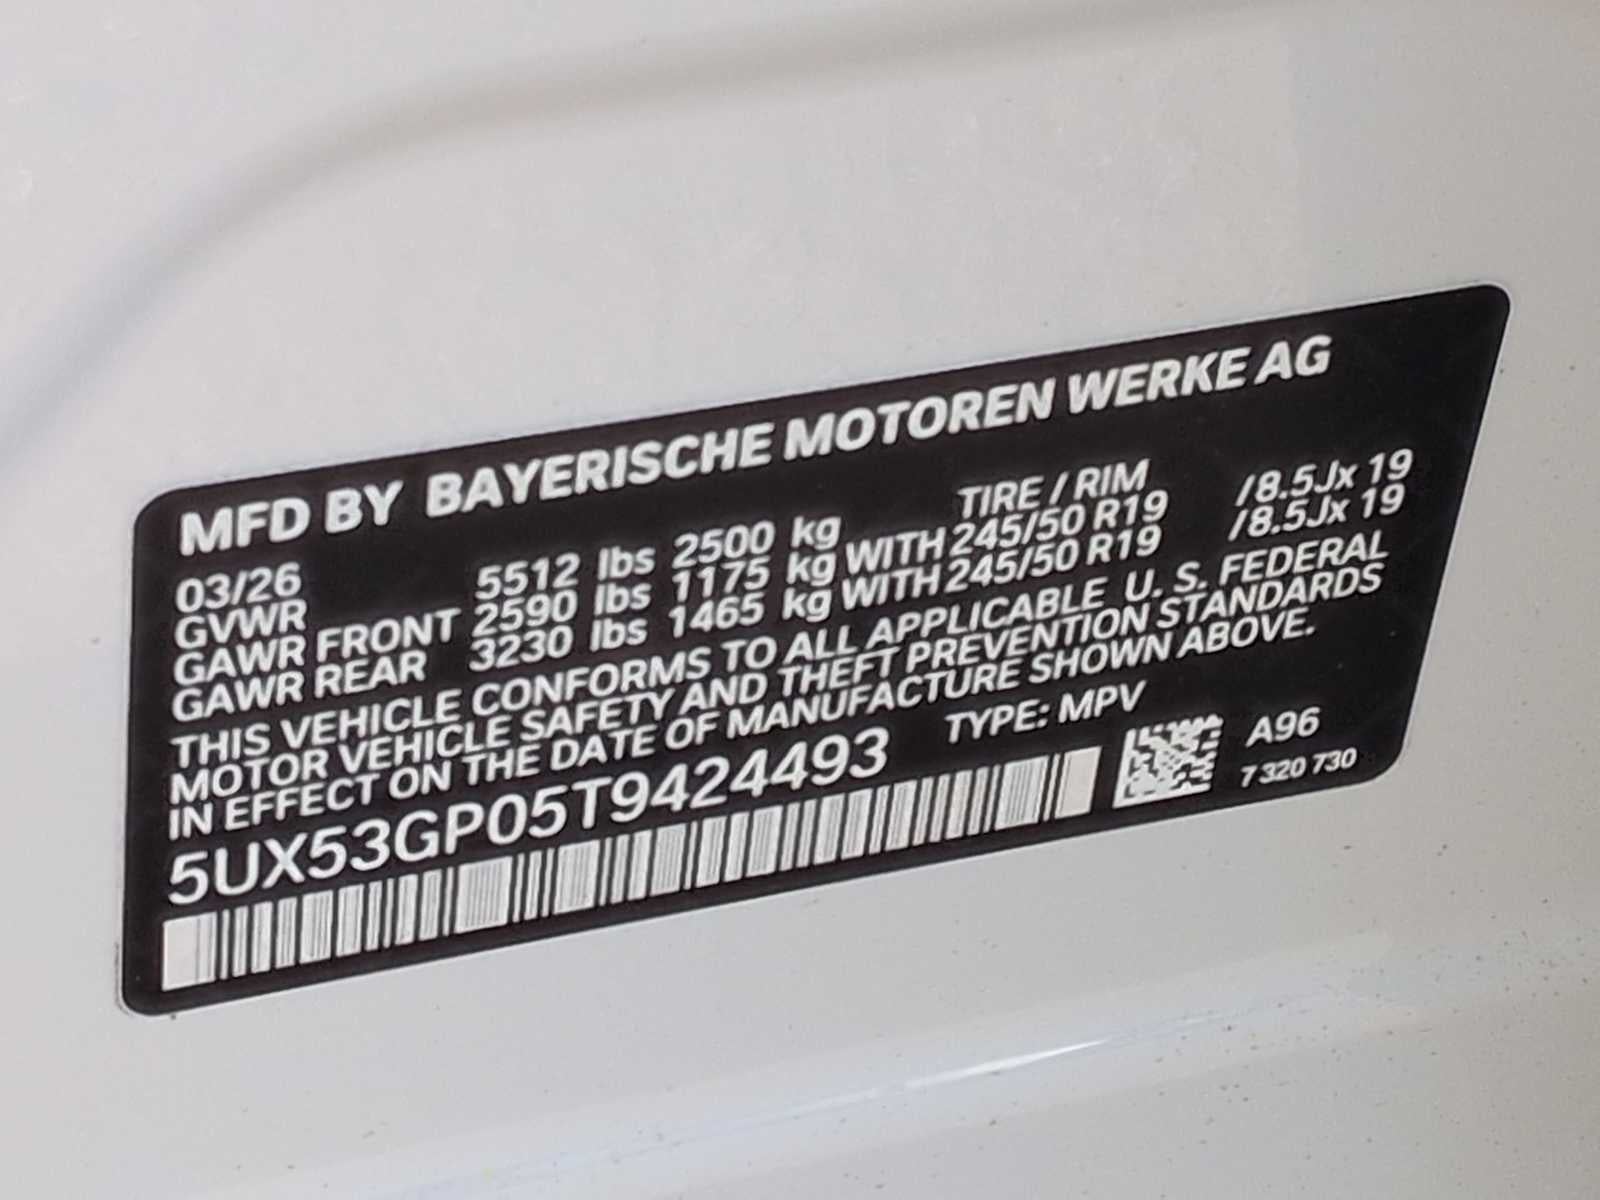 MFD BY BAYERISCHE MOTOREN WERKE AG
03/26 TIRE / RIM
GVWR 5512 lbs 2500 kg
GAWR FRONT 2590 lbs 1175 kg WITH 245/50 R19 /8.5Jx 19
GAWR REAR 3230 lbs 1465 kg WITH 245/50 R19 /8.5Jx 19
THIS VEHICLE CONFORMS TO ALL APPLICABLE U. S. FEDERAL
MOTOR VEHICLE SAFETY AND THEFT PREVENTION STANDARDS
IN EFFECT ON THE DATE OF MANUFACTURE SHOWN ABOVE.
5UX53GP05T9424493 TYPE: MPV
A96
7 320 730